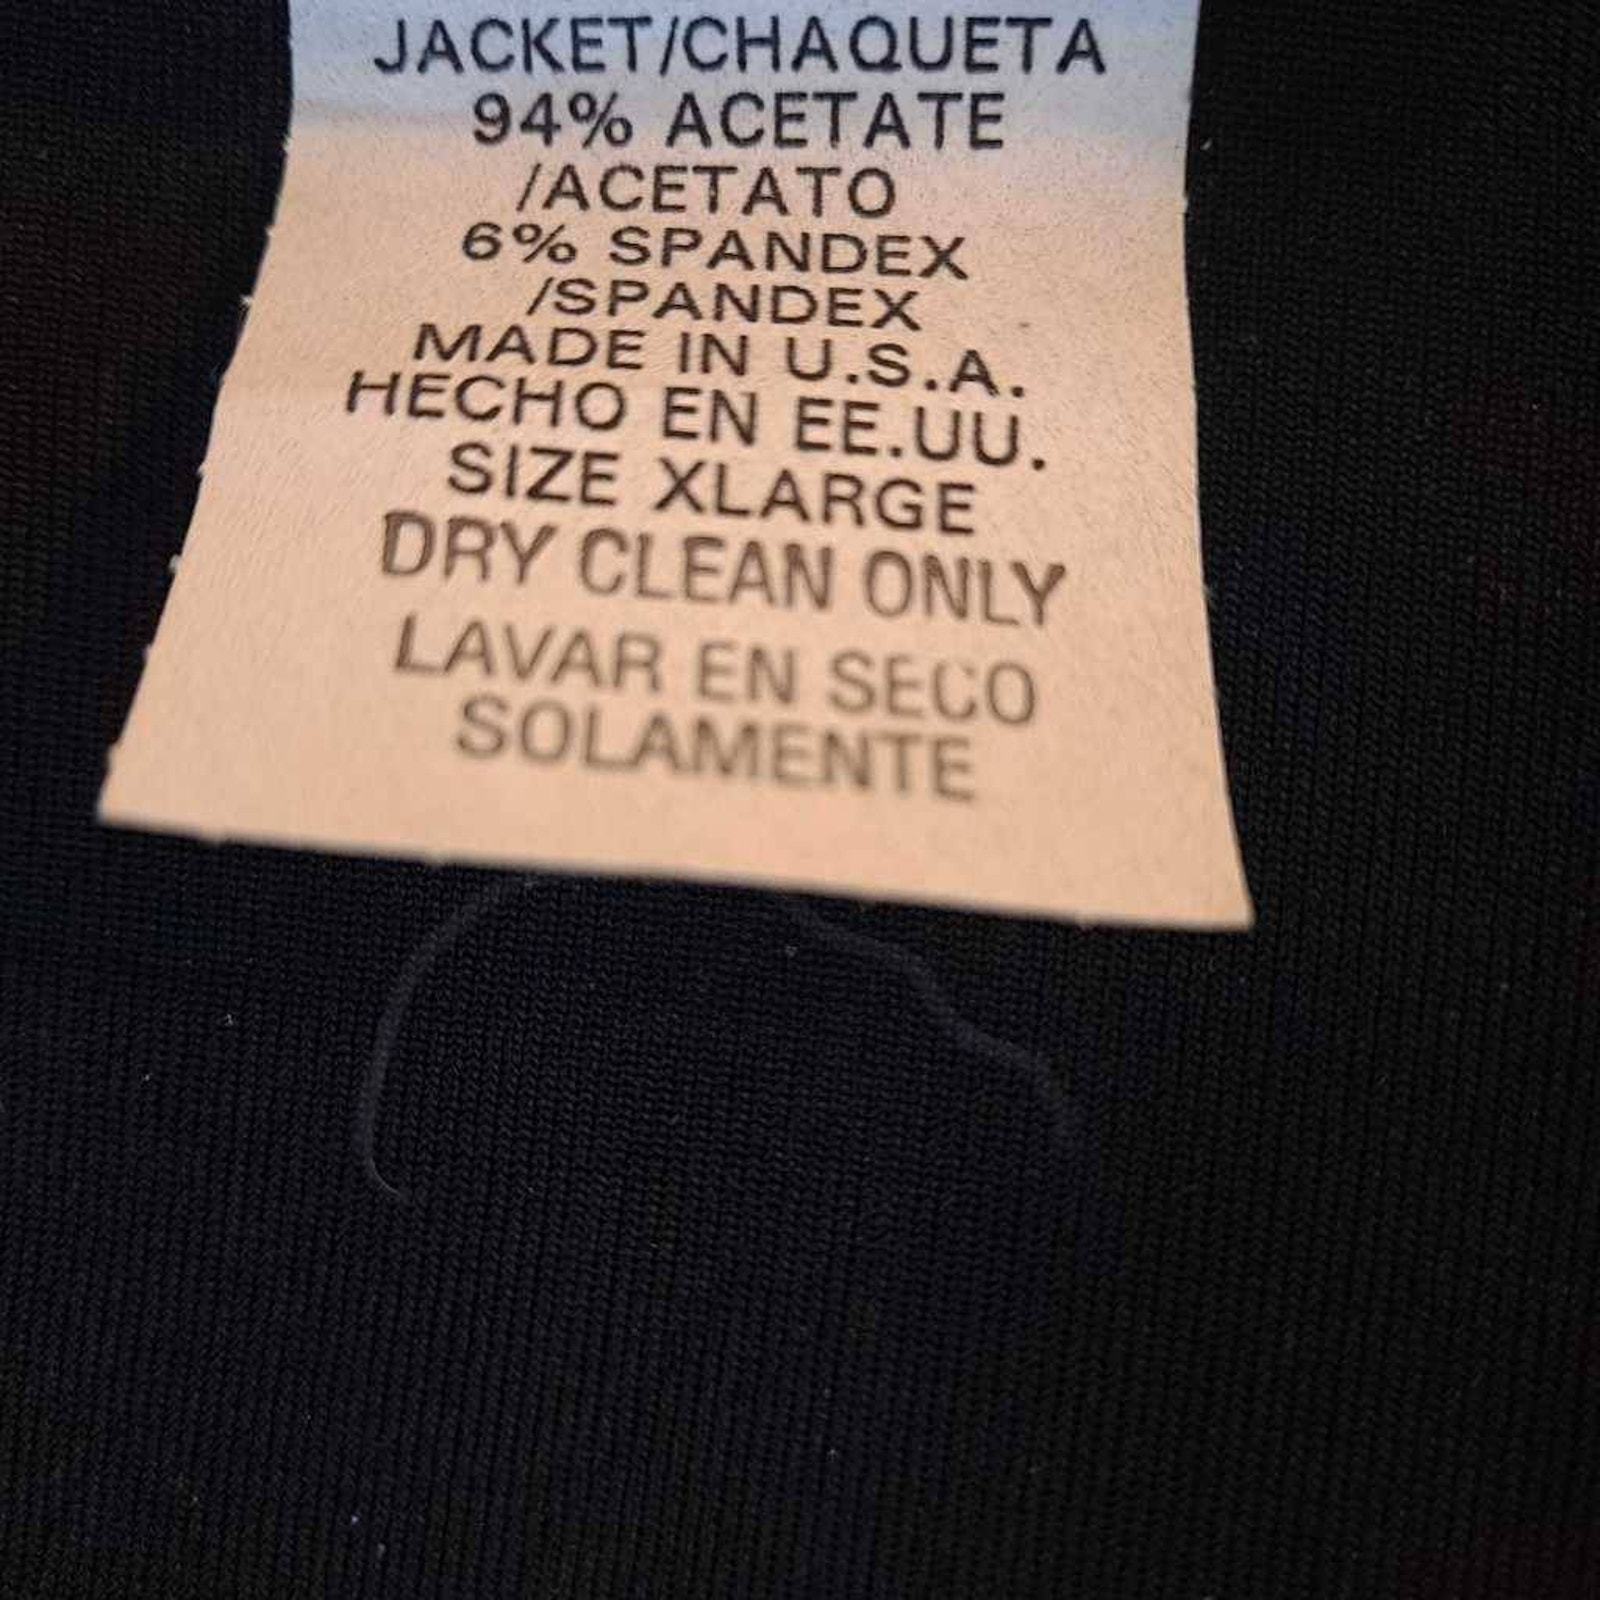 JACKET/CHAQUETA
94% ACETATE
/ACETATO
6% SPANDEX
/SPANDEX
MADE IN U.S.A.
HECHO EN EE.UU.
SIZE XLARGE
DRY CLEAN ONLY
LAVAR EN SECO
SOLAMENTE